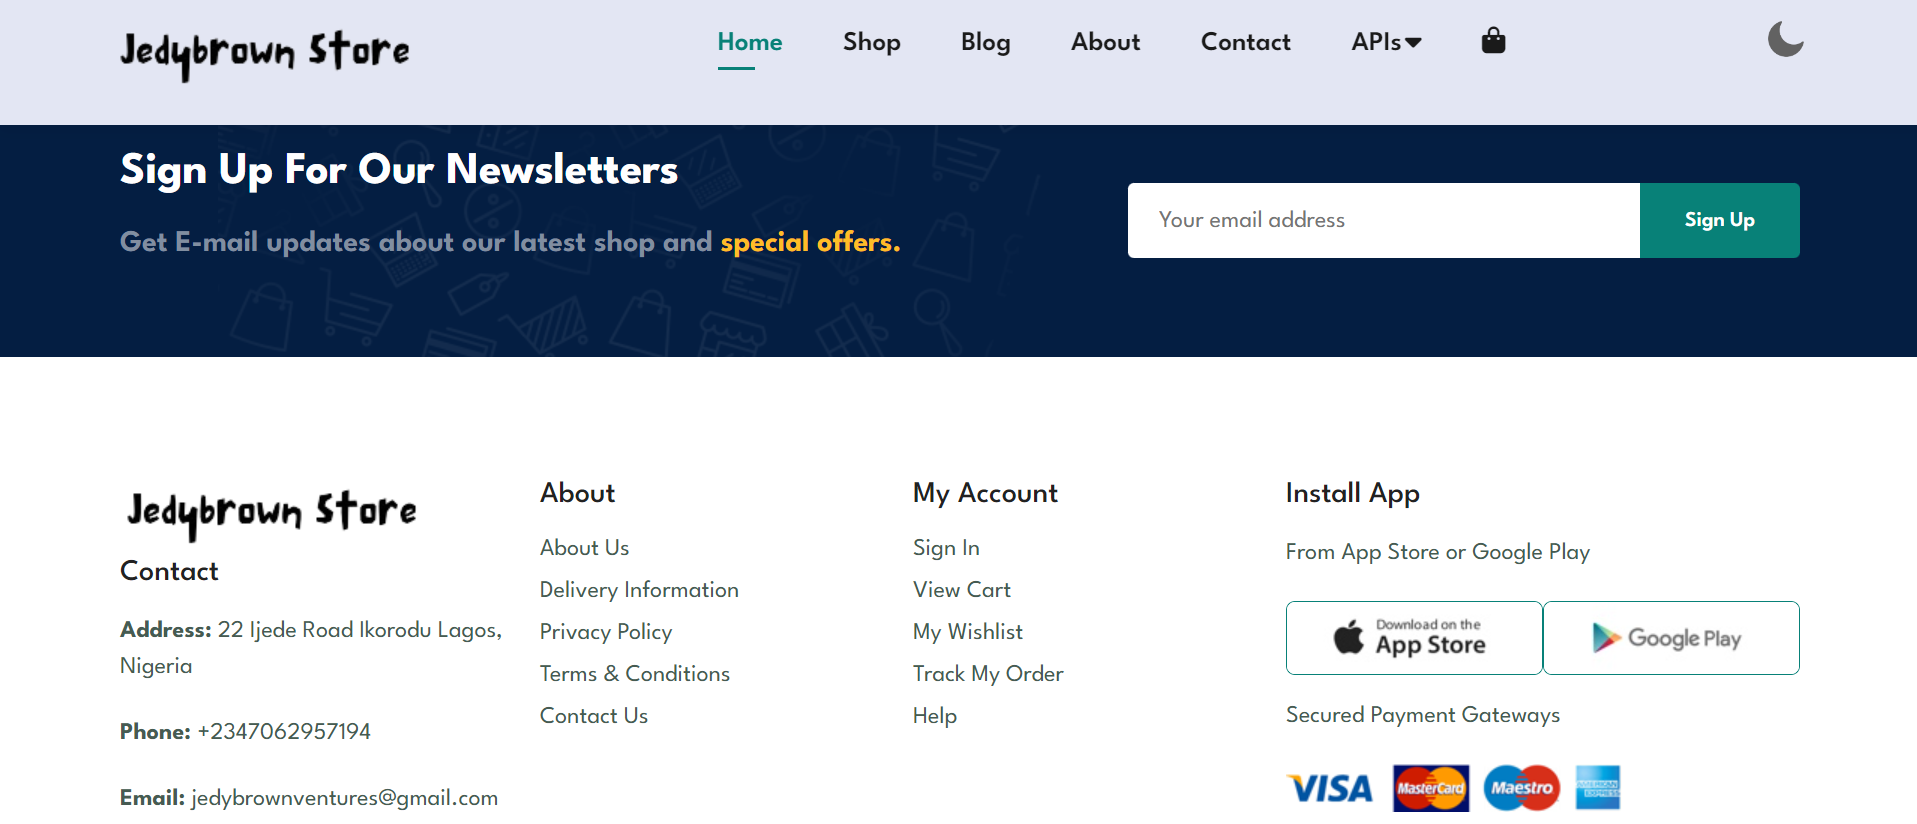 Jedybrown Store
Home
Shop
Blog
About
Contact
APIs
Sign Up For Our Newsletters
Get E-mail updates about our latest shop and special offers.
Your email address
Sign Up
Jedybrown Store
Contact
Address: 22 Ijede Road Ikorodu Lagos,
Nigeria
Phone: +2347062957194
Email: jedybrownventures@gmail.com
About
About Us
Delivery Information
Privacy Policy
Terms & Conditions
Contact Us
My Account
Sign In
View Cart
My Wishlist
Track My Order
Help
Install App
From App Store or Google Play
Download on the
App Store
Google Play
Secured Payment Gateways
VISA
MasterCard
Maestro
AMERICAN
EXPRESS